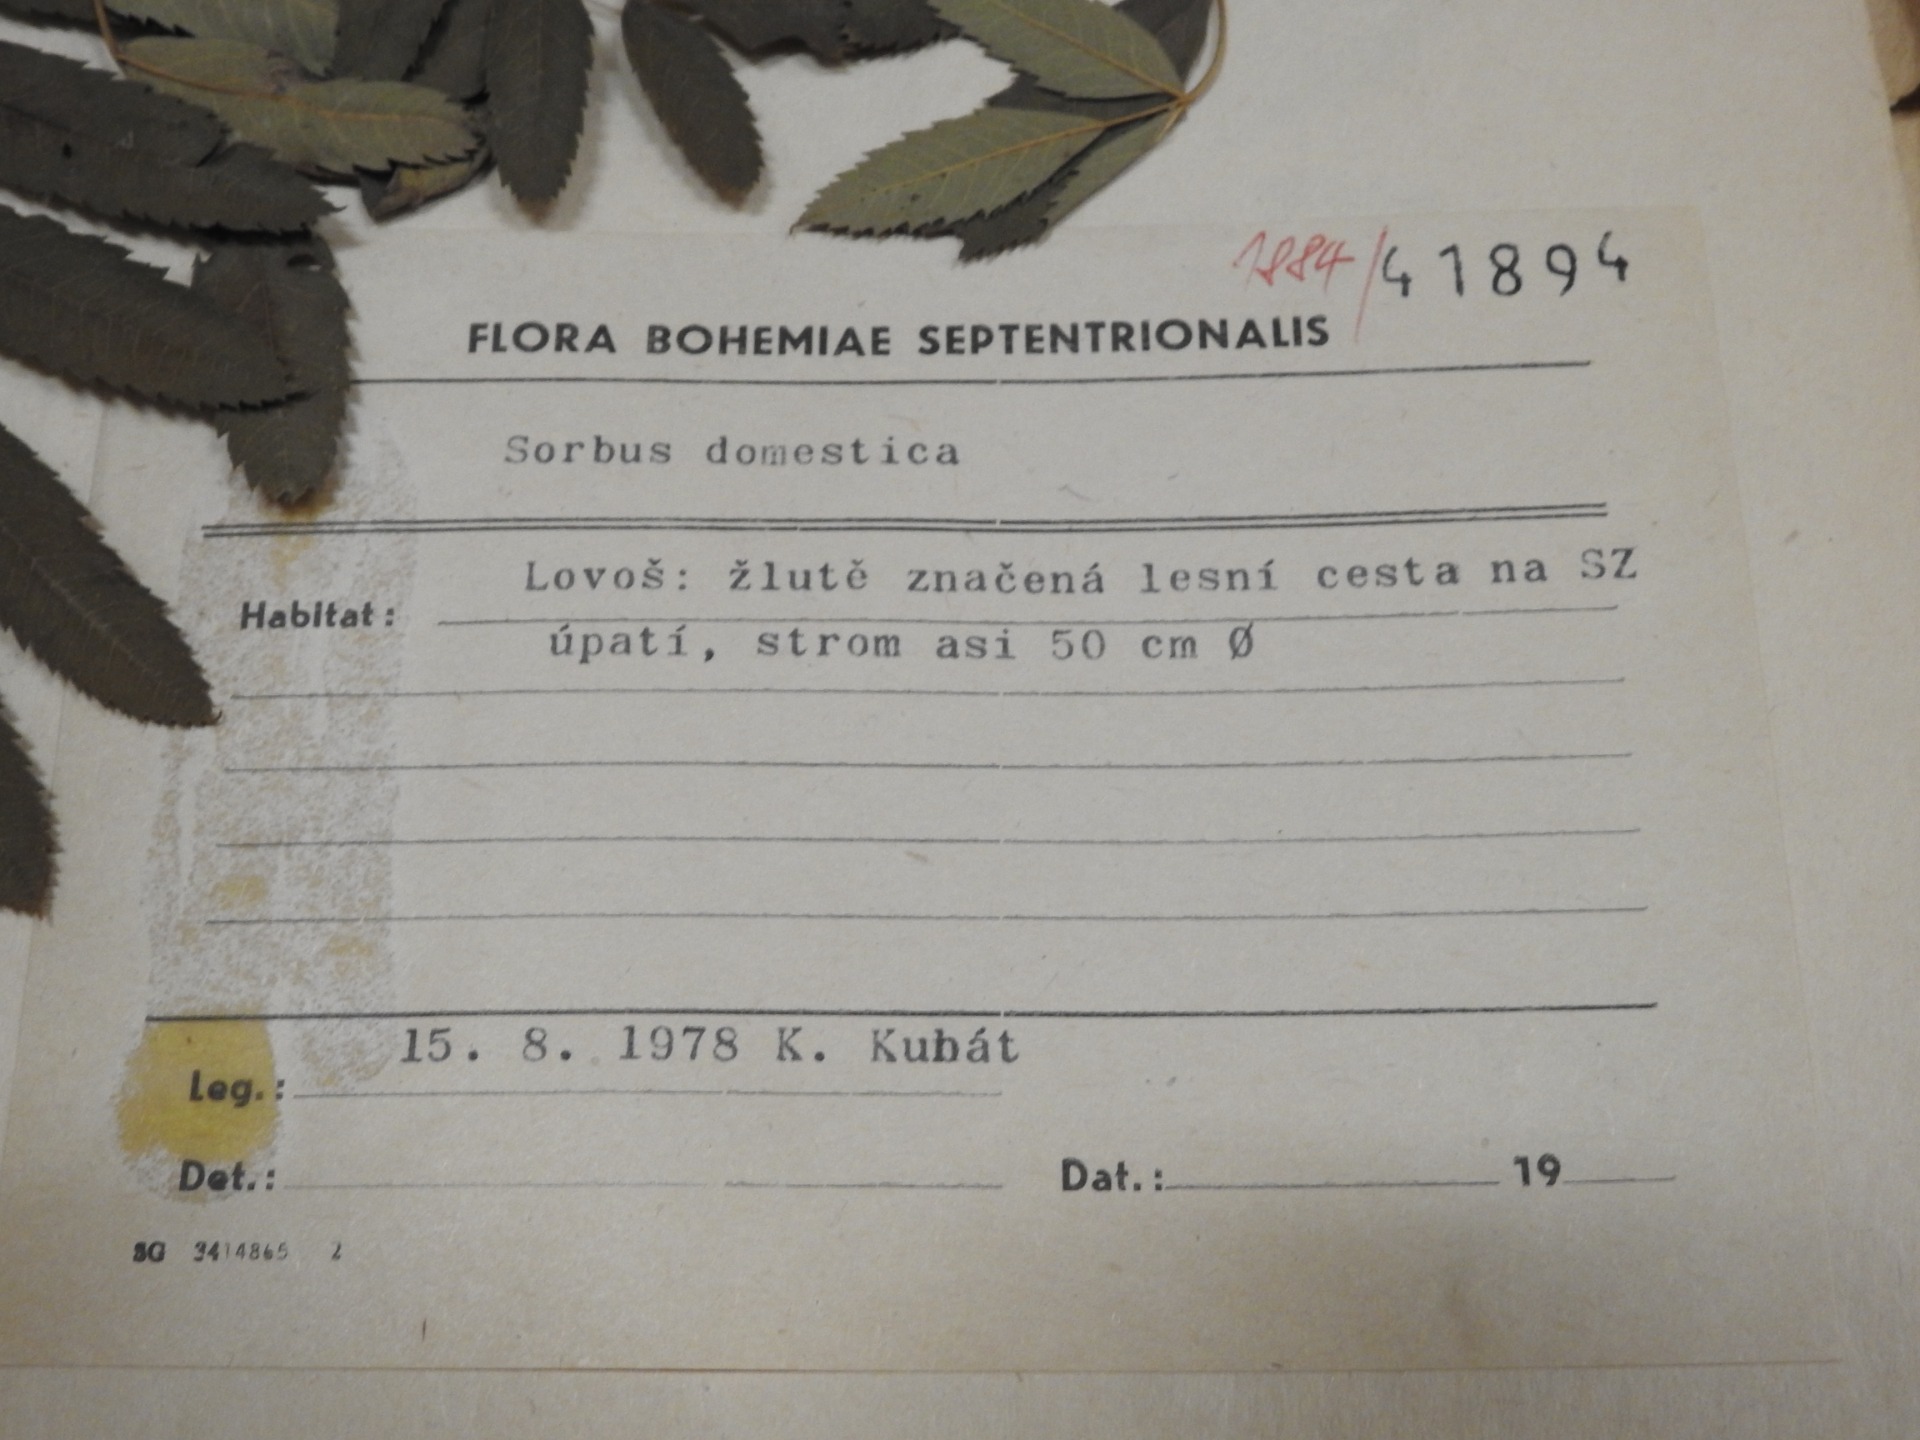 1884/41894
FLORA BOHEMIAE SEPTENTRIONALIS
Sorbus domestica
Lovoš: žlutě značená lesní cesta na SZ
Habitat:
úpatí, strom asi 50 cm Ø
15. 8. 1978 K. Kubát
Leg.:
Det.: Dat.: 19
SG 3414865 2